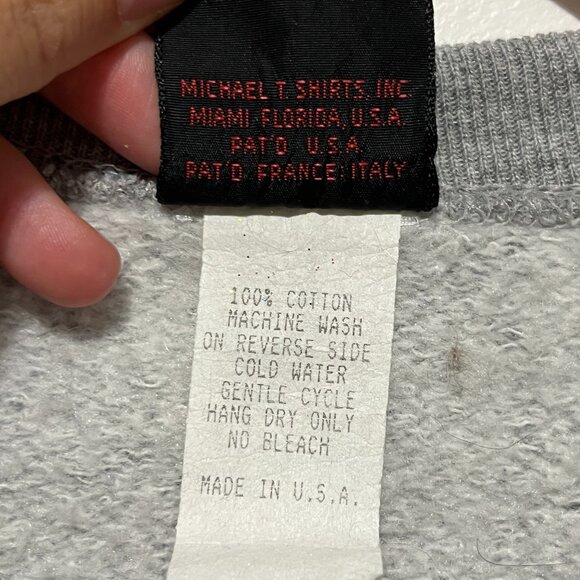 MICHAEL T. SHIRTS, INC.
MIAMI FLORIDA, U.S.A.
PAT'D U.S.A.
PAT'D FRANCE, ITALY
100% COTTON
MACHINE WASH
ON REVERSE SIDE
COLD WATER
GENTLE CYCLE
HANG DRY ONLY
NO BLEACH
MADE IN U.S.A.